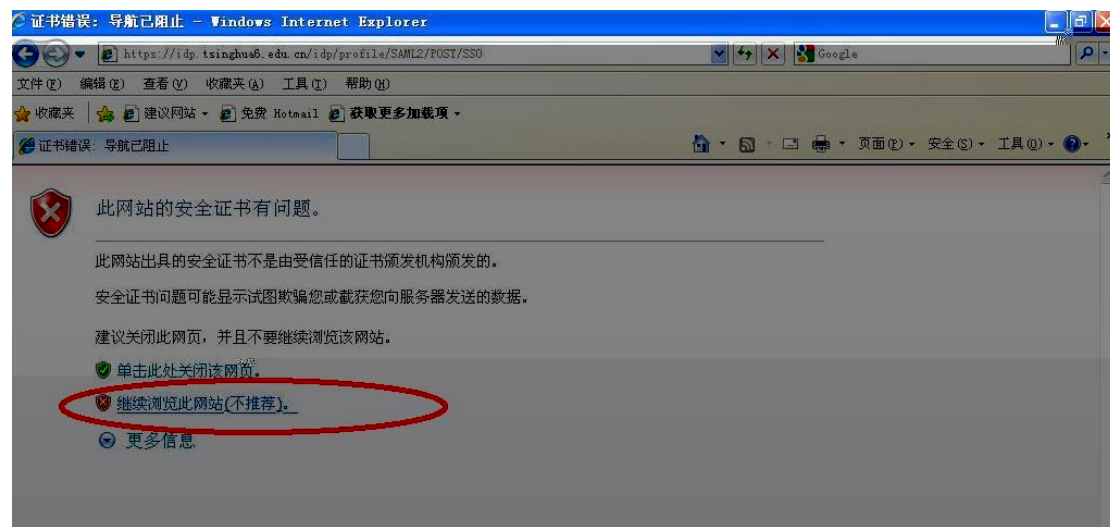 证书错误: 导航已阻止 - Windows Internet Explorer
https://idp.tsinghua6.edu.cn/idp/profile/SAML2/POST/SSO
Google
文件(F) 编辑(E) 查看(V) 收藏夹(A) 工具(T) 帮助(H)
收藏夹 建议网站 免费 Hotmail 获取更多加载项
证书错误: 导航已阻止
页面(P) 安全(S) 工具(O)
此网站的安全证书有问题。
此网站出具的安全证书不是由受信任的证书颁发机构颁发的。
安全证书问题可能显示试图欺骗您或截获您向服务器发送的数据。
建议关闭此网页，并且不要继续浏览该网站。
单击此处关闭该网页。
继续浏览此网站(不推荐)。
更多信息